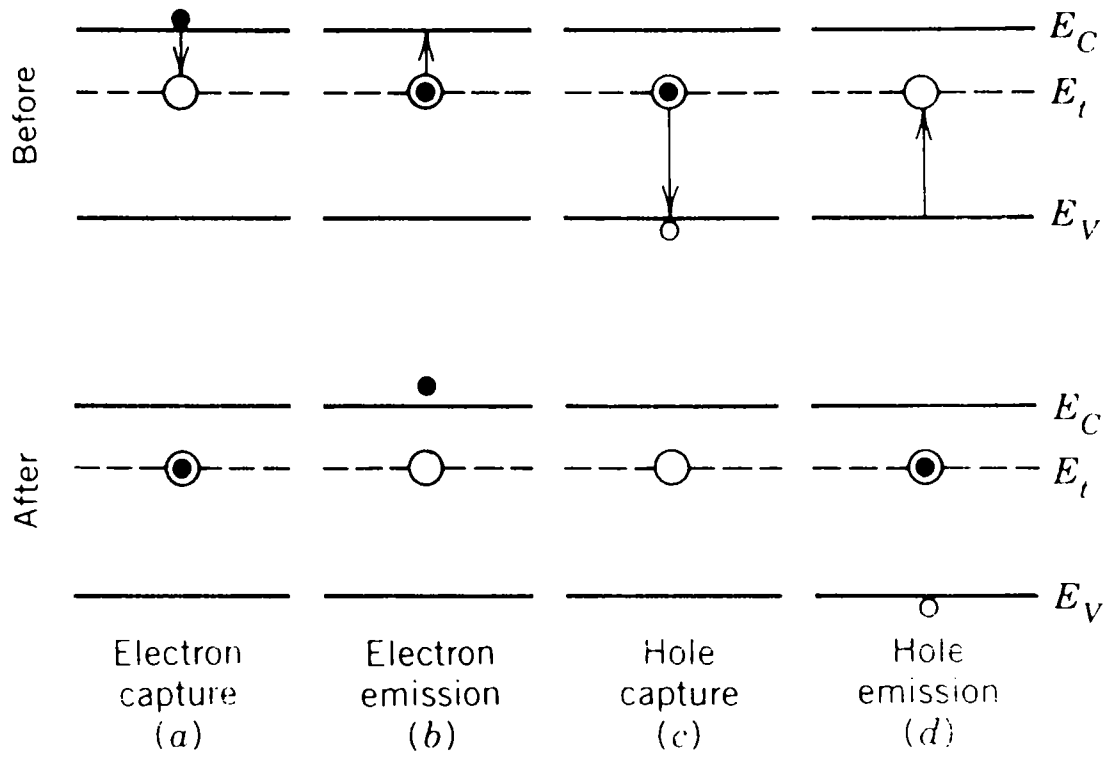 Before
E_C
E_t
E_V
After
E_C
E_t
E_V
Electron
capture
(a)
Electron
emission
(b)
Hole
capture
(c)
Hole
emission
(d)